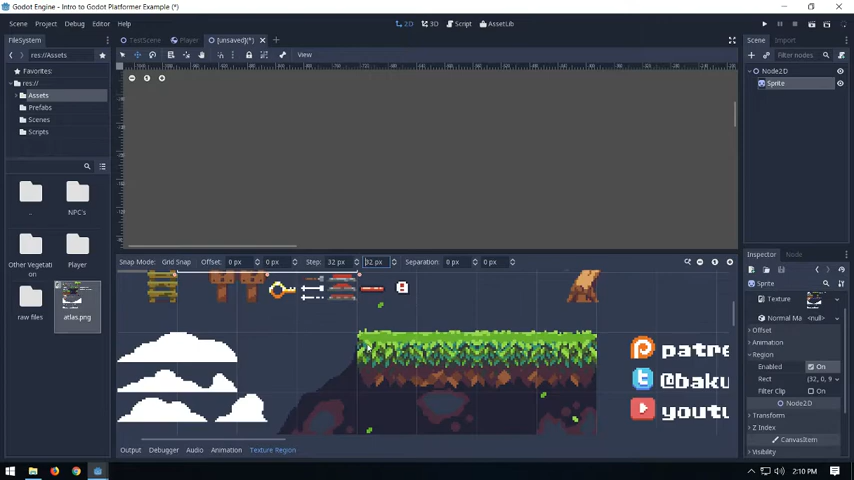 Godot Engine - Intro to Godot Platformer Example (*)
Scene Project Debug Editor Help
2D 3D Script AssetLib
FileSystem
TestScene Player [unsaved](*)
Scene Import
res://Assets
View
Filter nodes
Favorites:
res://
Assets
Prefabs
Scenes
Scripts
Node2D
Sprite
..
NPC's
Other Vegetation
Player
raw files
atlas.png
Snap Mode: Grid Snap Offset: 0 px 0 px Step: 32 px 32 px Separation: 0 px 0 px
Inspector Node
Sprite
Texture
Normal Ma <null>
Offset
Animation
Region
Enabled On
Rect (32, 0, 9
Filter Clip On
Node2D
Transform
Z Index
CanvasItem
Visibility
patre
@baku
youtu
Output Debugger Audio Animation Texture Region
2:10 PM